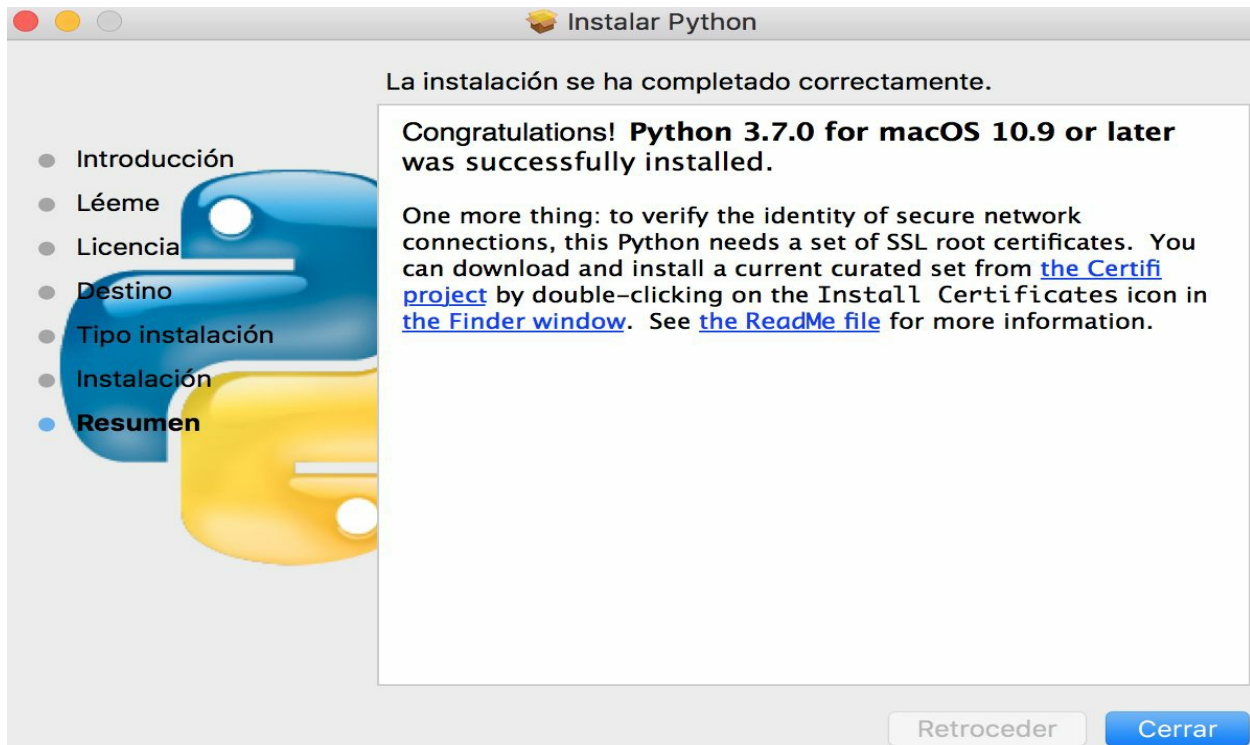 Instalar Python
La instalación se ha completado correctamente.
Introducción
Léeme
Licencia
Destino
Tipo instalación
Instalación
Resumen
Congratulations! Python 3.7.0 for macOS 10.9 or later
was successfully installed.
One more thing: to verify the identity of secure network
connections, this Python needs a set of SSL root certificates.  You
can download and install a current curated set from the Certifi
project by double-clicking on the Install Certificates icon in
the Finder window.  See the ReadMe file for more information.
Retroceder
Cerrar